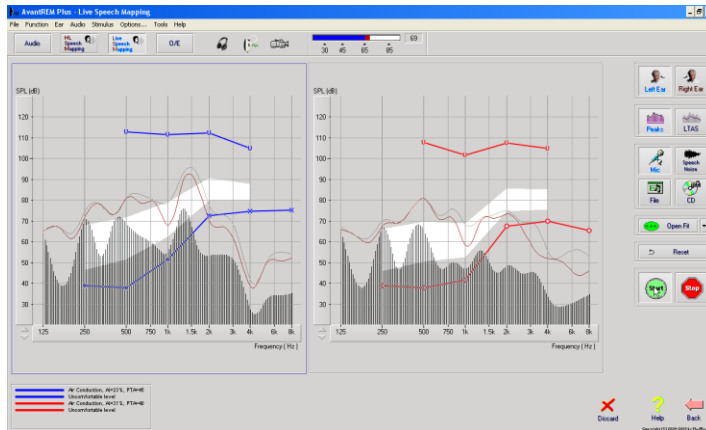 AvantREM Plus - Live Speech Mapping
File Function Ear Audio Stimulus Options... Tools Help
Audio
HL Speech Mapping
Live Speech Mapping
O/E
30 45 65 85
69
SPL (dB)
120
110
100
90
80
70
60
50
40
30
125 250 500 750 1k 1.5k 2k 3k 4k 6k 8k
Frequency ( Hz )
SPL (dB)
120
110
100
90
80
70
60
50
40
30
125 250 500 750 1k 1.5k 2k 3k 4k 6k 8k
Frequency ( Hz )
Left Ear Right Ear
Peaks LTAS
Mic Speech Noise
File CD
Open Fit
Reset
Start Stop
Uncomfortable level
Uncomfortable level
Discard Help Back